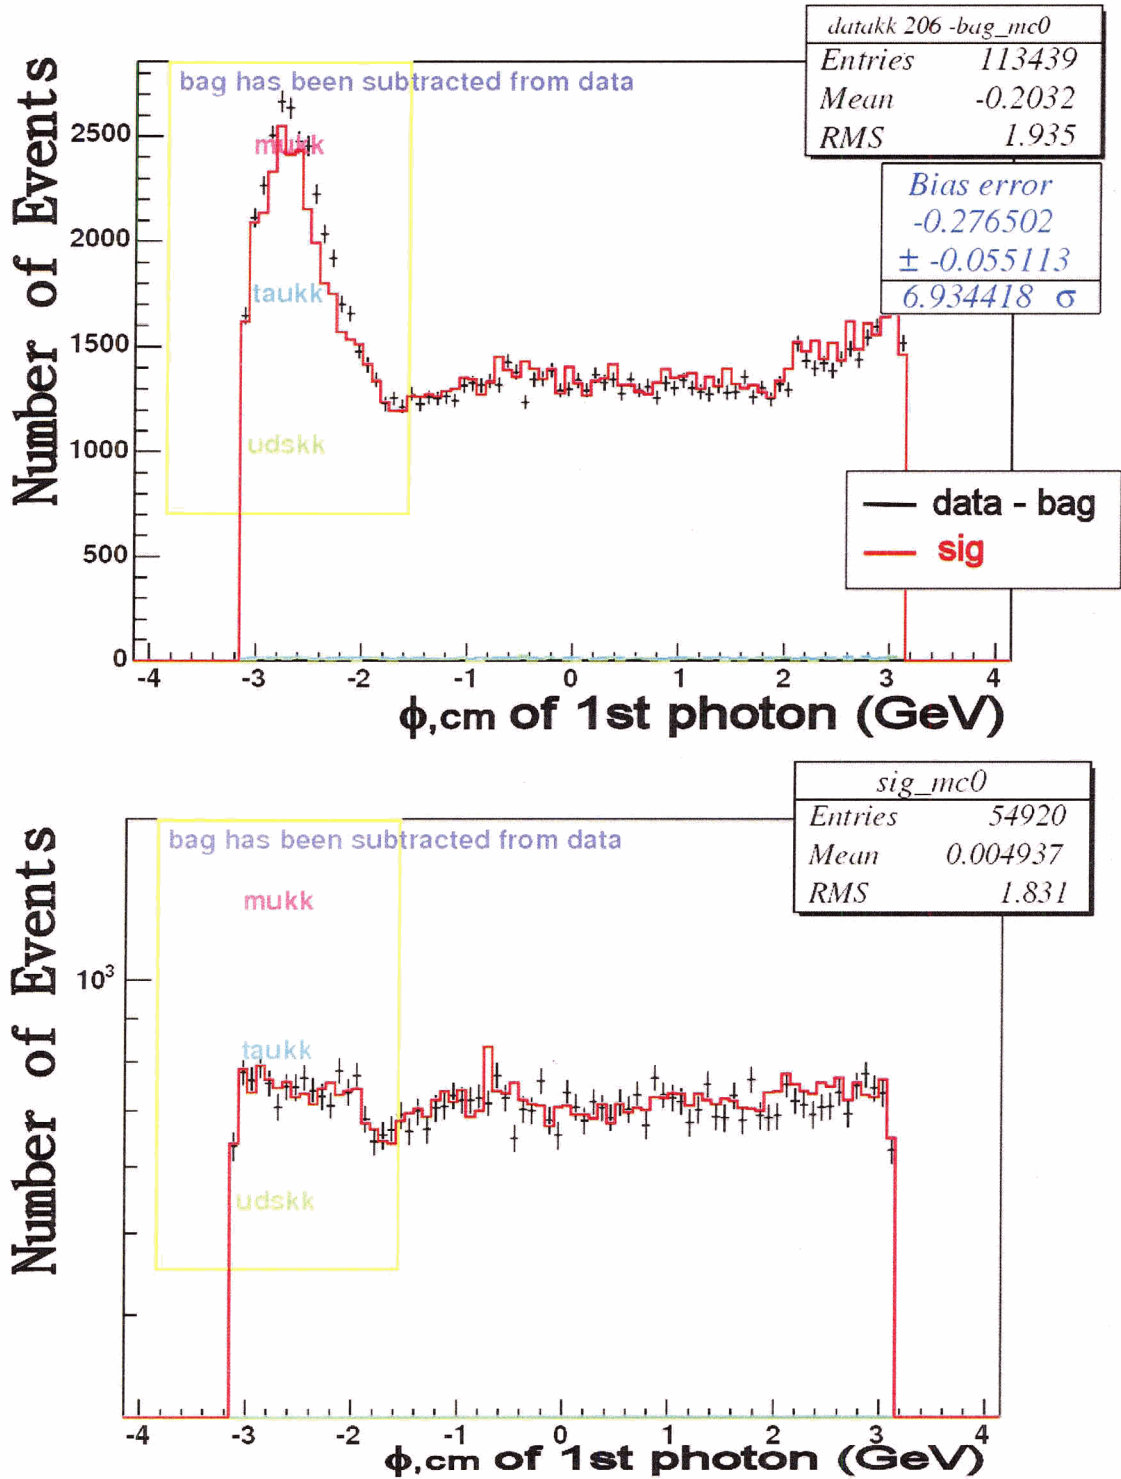 datakk 206 -bag_mc0
Entries 113439
Mean -0.2032
RMS 1.935
Bias error
-0.276502
± -0.055113
6.934418 σ
bag has been subtracted from data
mukk
taukk
udskk
Number of Events
2500
2000
1500
1000
500
0
data - bag
sig
-4 -3 -2 -1 0 1 2 3 4
ϕ,cm of 1st photon (GeV)
sig_mc0
Entries 54920
Mean 0.004937
RMS 1.831
bag has been subtracted from data
mukk
taukk
udskk
Number of Events
10³
-4 -3 -2 -1 0 1 2 3 4
ϕ,cm of 1st photon (GeV)